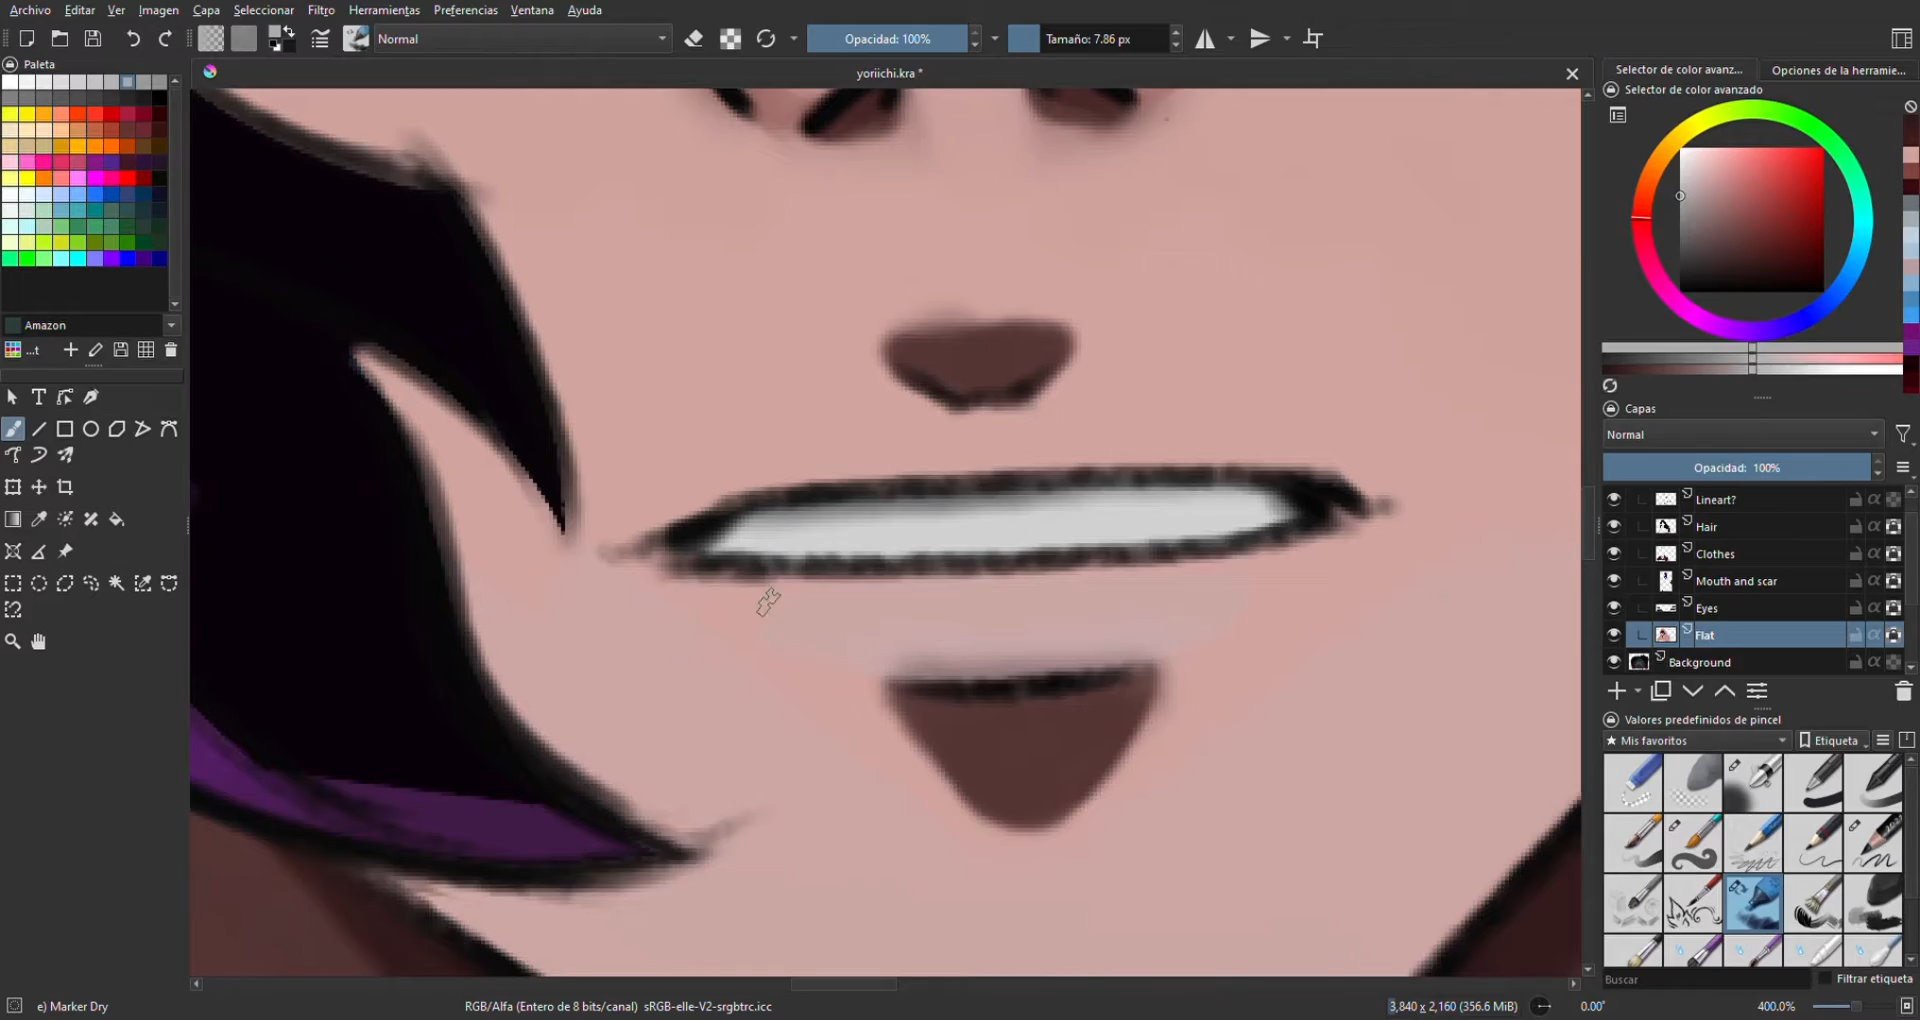 Archivo Editar Ver Imagen Capa Seleccionar Filtro Herramientas Preferencias Ventana Ayuda
Normal
Opacidad: 100%
Tamaño: 7.86 px
Paleta
yoriichi.kra *
Selector de color avanz...
Opciones de la herramie...
Selector de color avanzado
Amazon
...t
Capas
Normal
Opacidad: 100%
Lineart?
Hair
Clothes
Mouth and scar
Eyes
Flat
Background
Valores predefinidos de pincel
Mis favoritos
Etiqueta
Buscar
Filtrar etiqueta
e) Marker Dry
RGB/Alfa (Entero de 8 bits/canal) sRGB-elle-V2-srgbtrc.icc
3,840 x 2,160 (356.6 MiB)
0.00°
400.0%